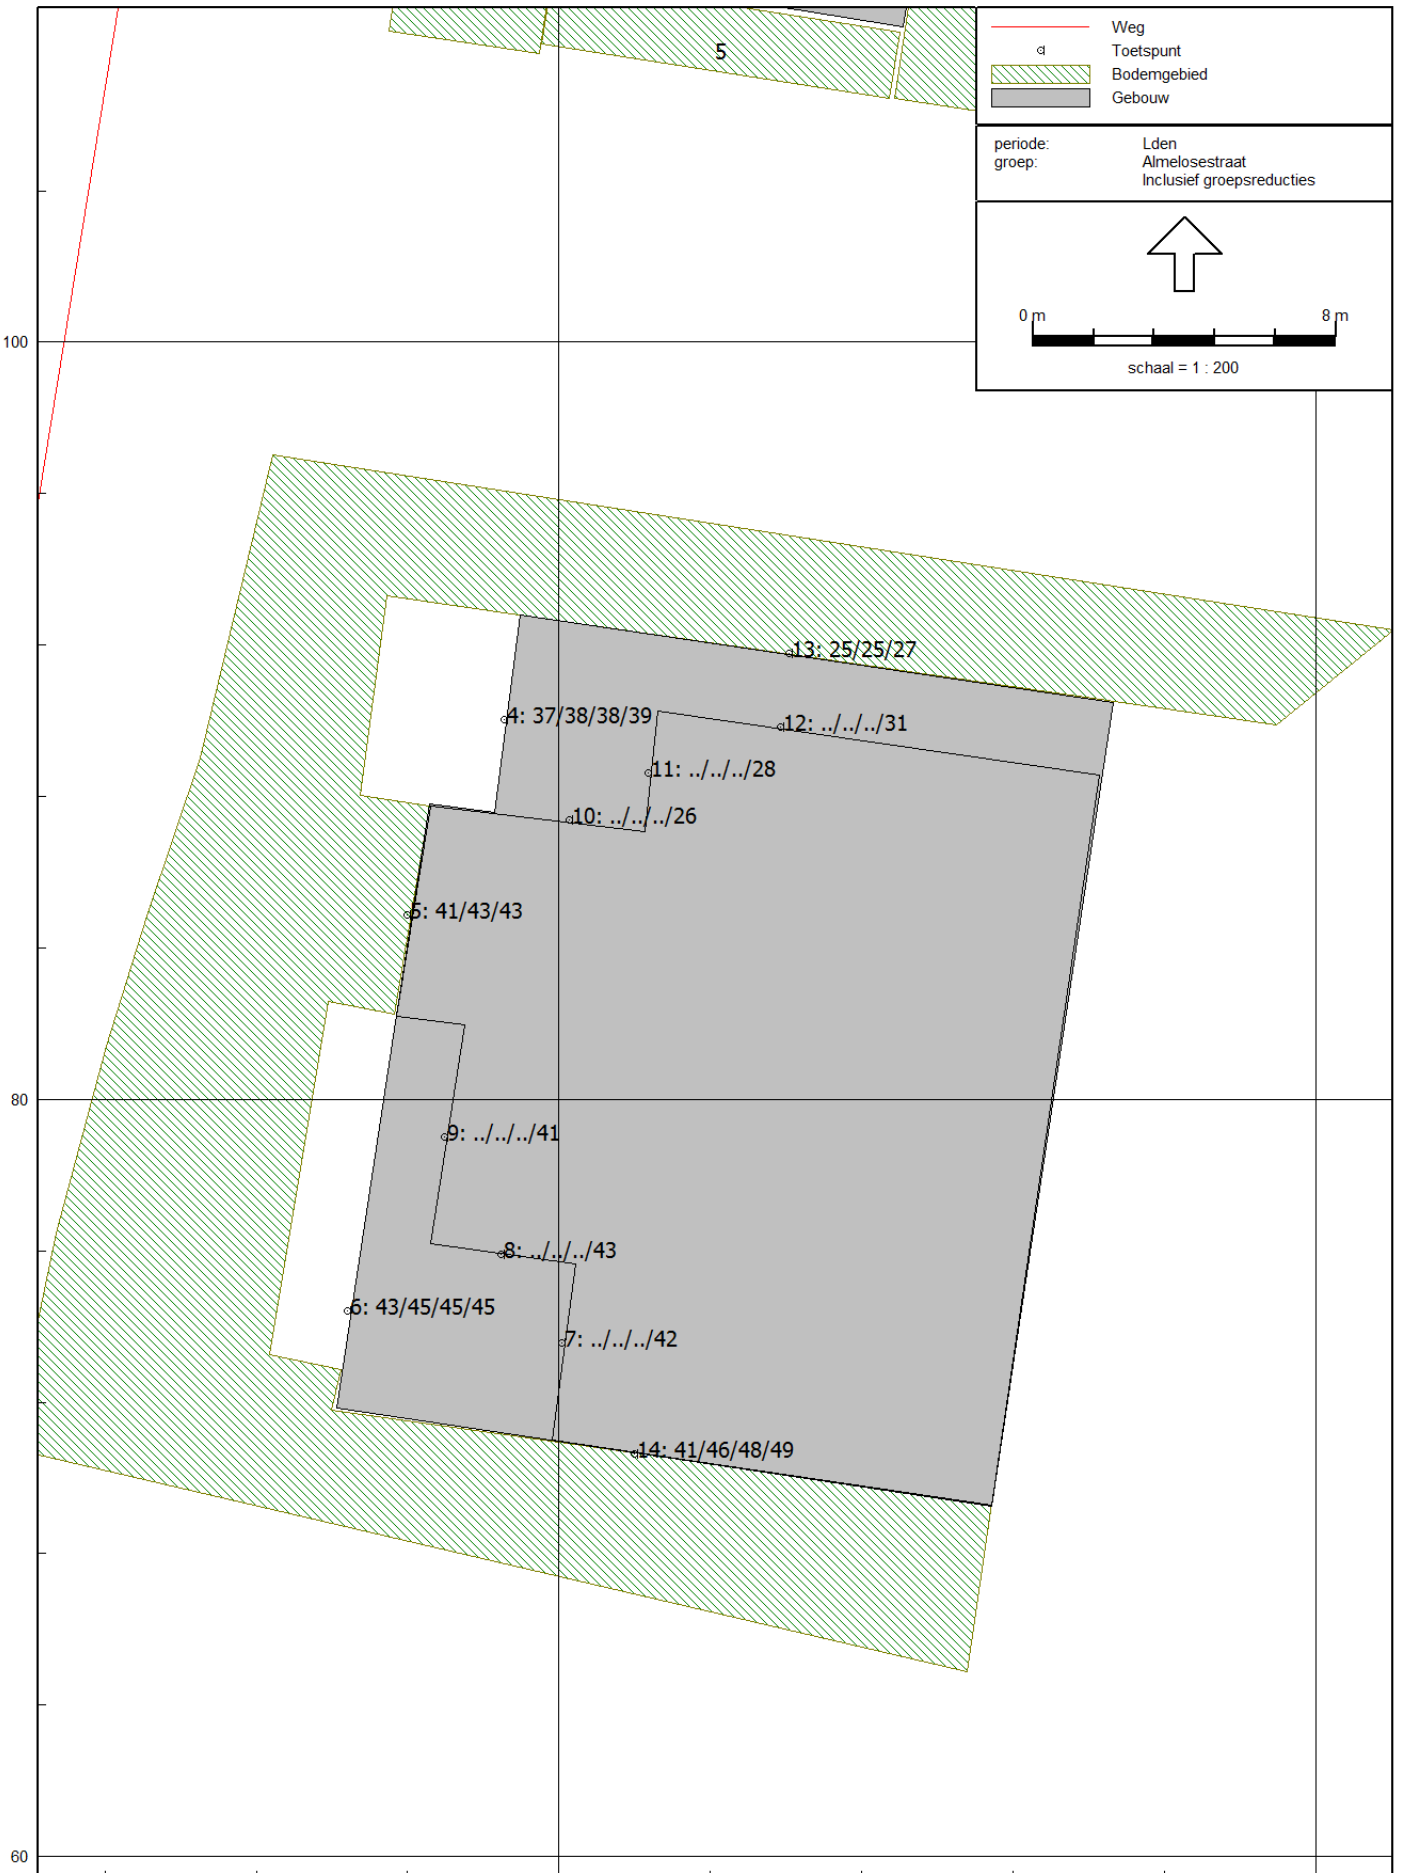 5
Weg
Toetspunt
Bodemgebied
Gebouw
periode: Lden
groep: Almelosestraat
Inclusief groepsreducties
0 m 8 m
schaal = 1 : 200
100
13: 25/25/27
4: 37/38/38/39
12: ../../../31
11: ../../../28
10: ../../../26
5: 41/43/43
80
9: ../../../41
8: ../../../43
6: 43/45/45/45
7: ../../../42
14: 41/46/48/49
60